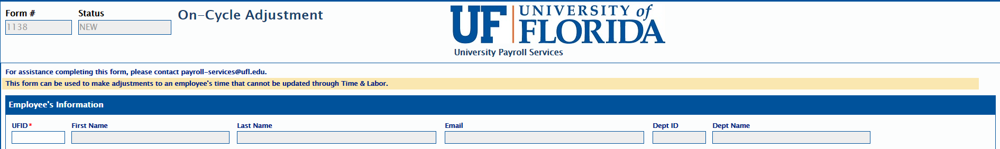 Form #
Status
On-Cycle Adjustment
1138
NEW
UF
UNIVERSITY of
FLORIDA
University Payroll Services
For assistance completing this form, please contact payroll-services@ufl.edu.
This form can be used to make adjustments to an employee's time that cannot be updated through Time & Labor.
Employee's Information
UFID*
First Name
Last Name
Email
Dept ID
Dept Name